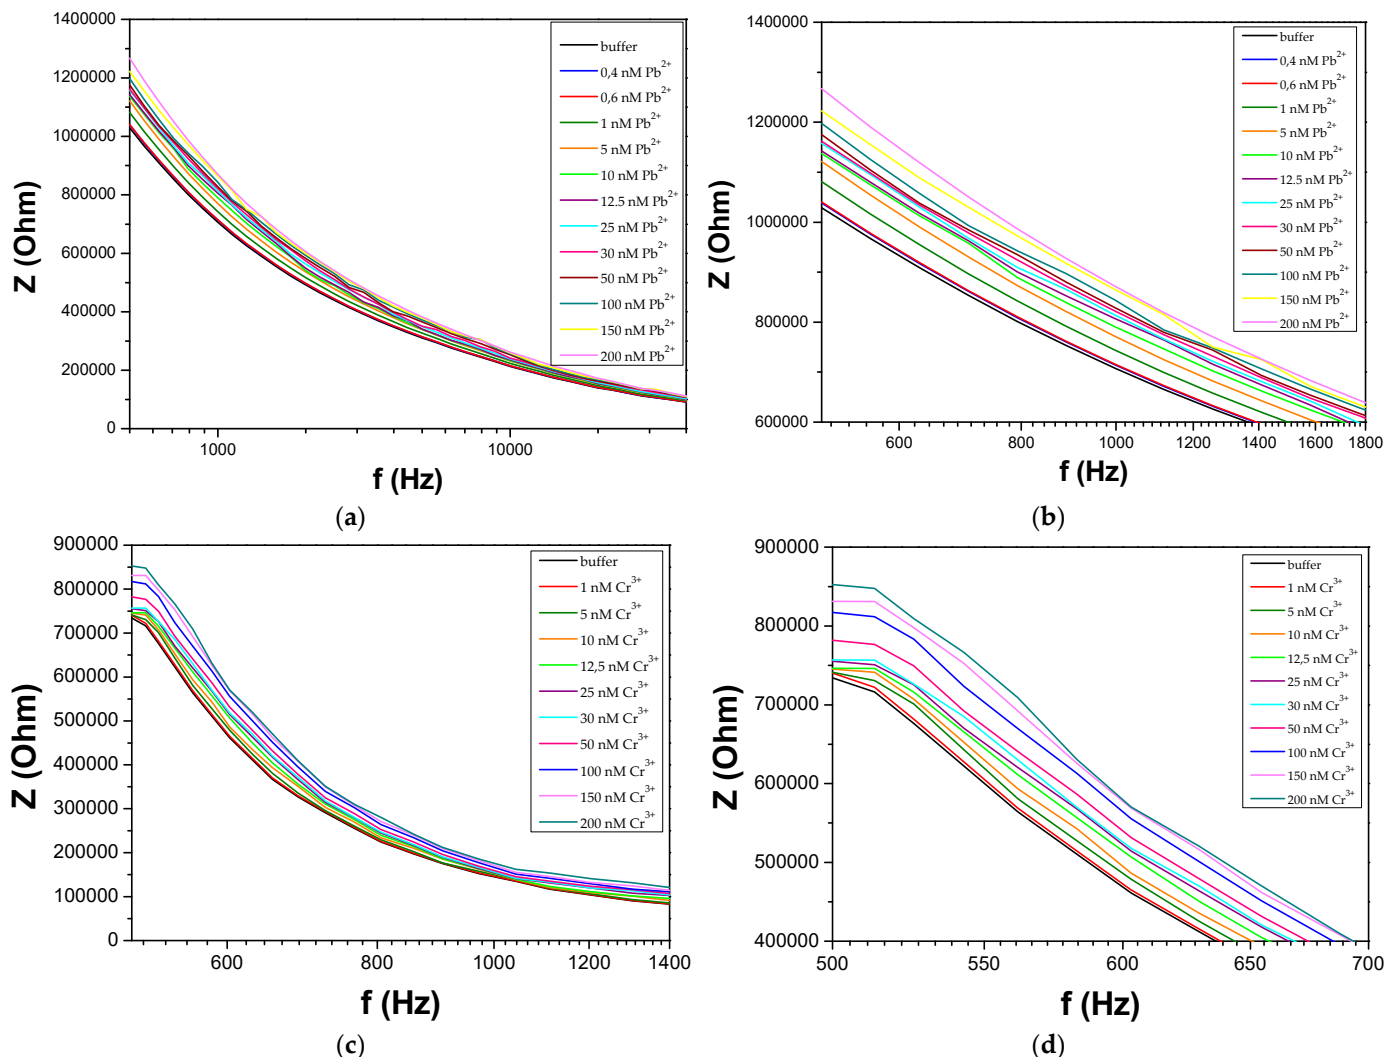 1400000
1200000
1000000
800000
600000
400000
200000
0
Z (Ohm)
1000
10000
f (Hz)
buffer
0,4 nM Pb²⁺
0,6 nM Pb²⁺
1 nM Pb²⁺
5 nM Pb²⁺
10 nM Pb²⁺
12.5 nM Pb²⁺
25 nM Pb²⁺
30 nM Pb²⁺
50 nM Pb²⁺
100 nM Pb²⁺
150 nM Pb²⁺
200 nM Pb²⁺
(a)
1400000
1200000
1000000
800000
600000
Z (Ohm)
600
800
1000
1200
1400
1600
1800
f (Hz)
buffer
0,4 nM Pb²⁺
0,6 nM Pb²⁺
1 nM Pb²⁺
5 nM Pb²⁺
10 nM Pb²⁺
12.5 nM Pb²⁺
25 nM Pb²⁺
30 nM Pb²⁺
50 nM Pb²⁺
100 nM Pb²⁺
150 nM Pb²⁺
200 nM Pb²⁺
(b)
900000
800000
700000
600000
500000
400000
300000
200000
100000
0
Z (Ohm)
600
800
1000
1200
1400
f (Hz)
buffer
1 nM Cr³⁺
5 nM Cr³⁺
10 nM Cr³⁺
12,5 nM Cr³⁺
25 nM Cr³⁺
30 nM Cr³⁺
50 nM Cr³⁺
100 nM Cr³⁺
150 nM Cr³⁺
200 nM Cr³⁺
(c)
900000
800000
700000
600000
500000
400000
Z (Ohm)
500
550
600
650
700
f (Hz)
buffer
1 nM Cr³⁺
5 nM Cr³⁺
10 nM Cr³⁺
12,5 nM Cr³⁺
25 nM Cr³⁺
30 nM Cr³⁺
50 nM Cr³⁺
100 nM Cr³⁺
150 nM Cr³⁺
200 nM Cr³⁺
(d)